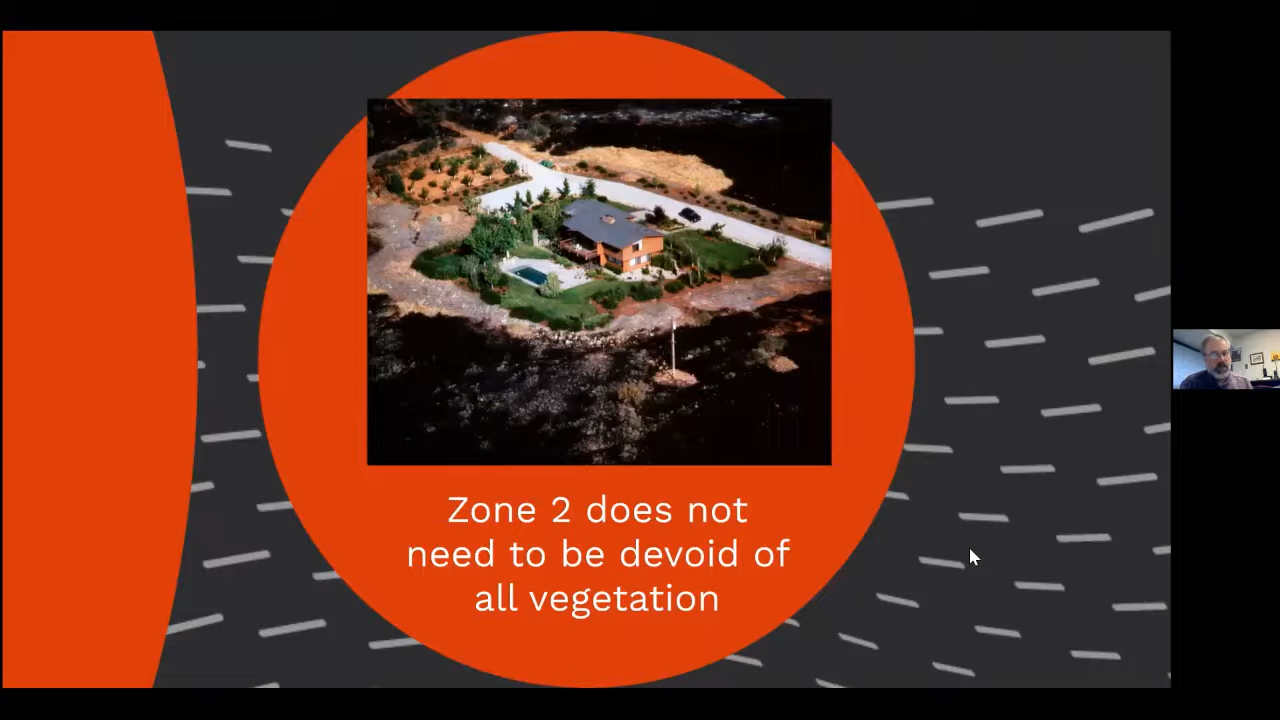 Zone 2 does not
need to be devoid of
all vegetation